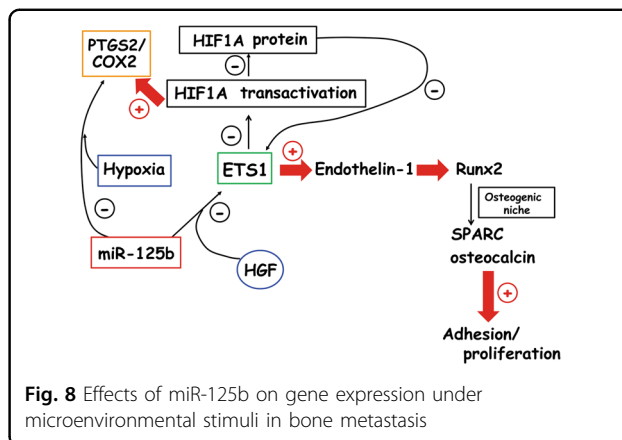 PTGS2/
COX2
HIF1A protein
-
-
HIF1A transactivation
+
-
+
Hypoxia
ETS1
Endothelin-1
Runx2
Osteogenic
niche
-
-
SPARC
osteocalcin
miR-125b
HGF
+
Adhesion/
proliferation
Fig. 8 Effects of miR-125b on gene expression under
microenvironmental stimuli in bone metastasis